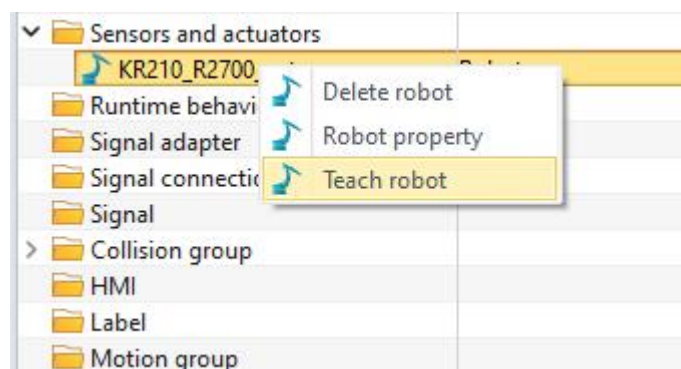 Sensors and actuators
KR210_R2700_
Delete robot
Runtime behavi
Robot property
Signal adapter
Signal connectic
Teach robot
Signal
Collision group
HMI
Label
Motion group